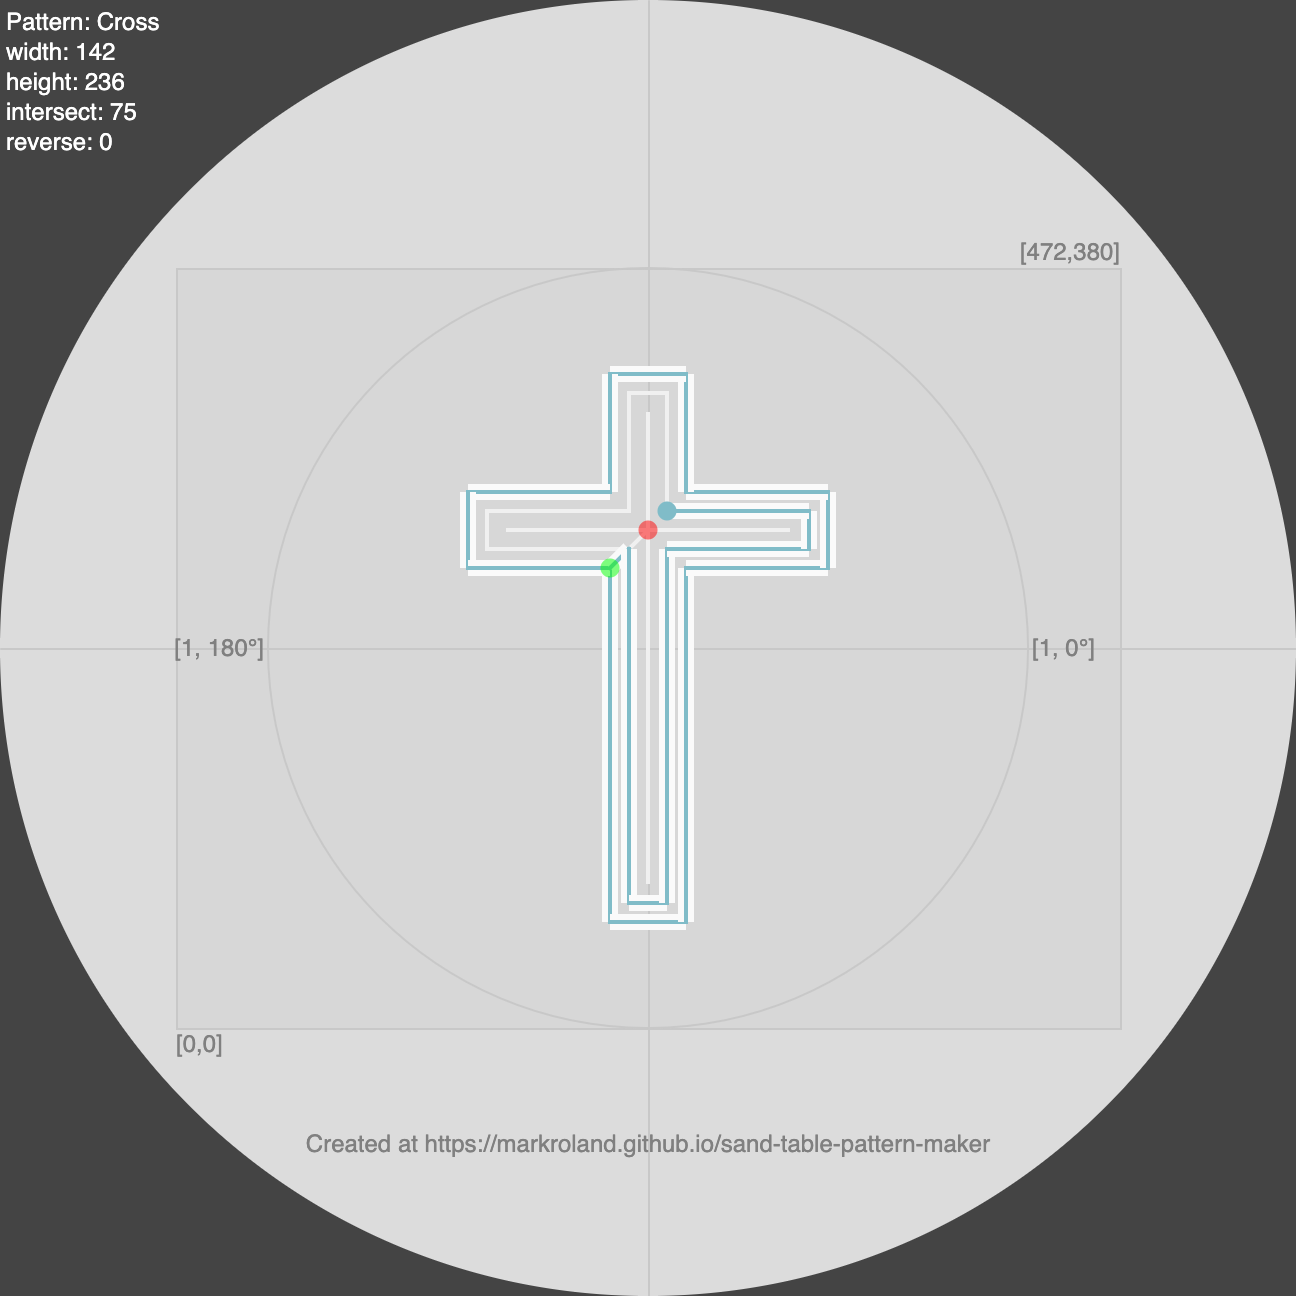 Pattern: Cross
width: 142
height: 236
intersect: 75
reverse: 0
[472,380]
[1, 180°]
[1, 0°]
[0,0]
Created at https://markroland.github.io/sand-table-pattern-maker